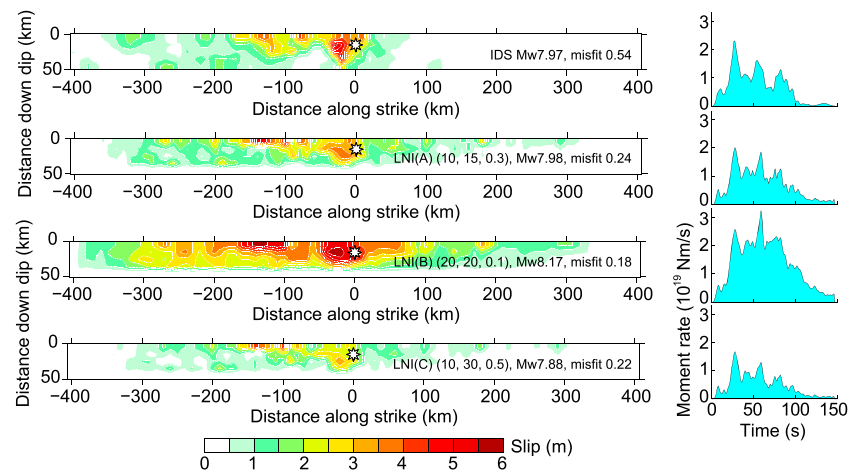 Distance down dip (km)
0
50
IDS Mw7.97, misfit 0.54
−400 −300 −200 −100 0 100 200 300 400
Distance along strike (km)
0
50
LNI(A) (10, 15, 0.3), Mw7.98, misfit 0.24
−400 −300 −200 −100 0 100 200 300 400
Distance along strike (km)
Distance down dip (km)
0
50
LNI(B) (20, 20, 0.1), Mw8.17, misfit 0.18
−400 −300 −200 −100 0 100 200 300 400
Distance along strike (km)
0
50
LNI(C) (10, 30, 0.5), Mw7.88, misfit 0.22
−400 −300 −200 −100 0 100 200 300 400
Distance along strike (km)
Slip (m)
0 1 2 3 4 5 6
Moment rate (10¹⁹ Nm/s)
3
2
1
0
3
2
1
0
3
2
1
0
3
2
1
0
0 50 100 150
Time (s)